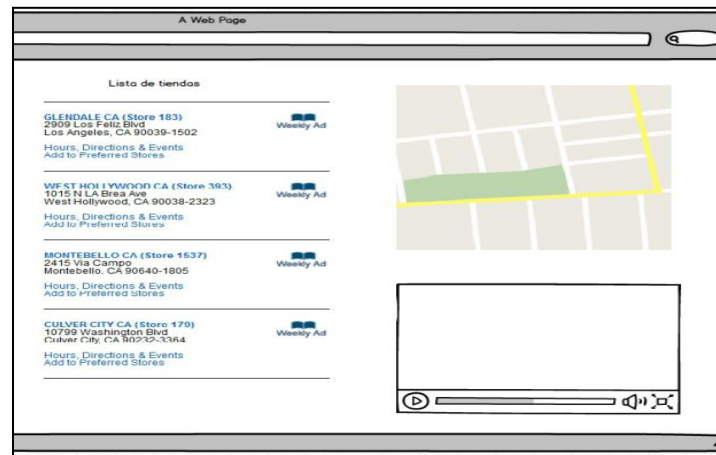 A Web Page
Lista de tiendas
GLENDALE CA (Store 183)
2909 Los Feliz Blvd
Los Angeles, CA 90039-1502
Weekly Ad
Hours, Directions & Events
Add to Preferred Stores
WEST HOLLYWOOD CA (Store 393)
1015 N LA Brea Ave
West Hollywood, CA 90038-2323
Weekly Ad
Hours, Directions & Events
Add to Preferred Stores
MONTEBELLO CA (Store 1537)
2415 Via Campo
Montebello, CA 90640-1805
Weekly Ad
Hours, Directions & Events
Add to Preferred Stores
CULVER CITY CA (Store 179)
10799 Washington Blvd
Culver City, CA 90232-3364
Weekly Ad
Hours, Directions & Events
Add to Preferred Stores